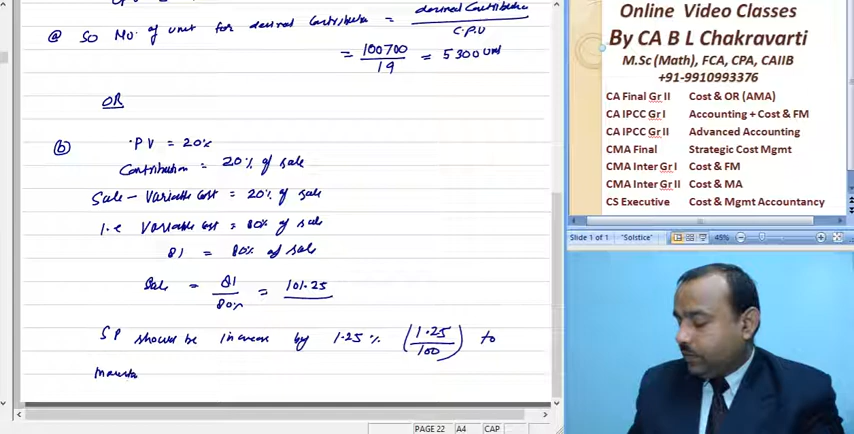 desired Contribution
@ So No. of unit for desired Contribution =
C.P.U
= 100700 / 19 = 5300 Unit
OR
(b) PV = 20%
Contribution = 20% of sale
Sale - Variable Cost = 20% of sale
I.e Variable Cost = 80% of sale
81 = 80% of sale
Sale = 81 / 80% = 101.25
SP should be increase by 1.25% (1.25 / 100) to
PAGE 22 A4 CAP
Online Video Classes
By CA B L Chakravarti
M.Sc (Math), FCA, CPA, CAIIB
+91-9910993376
CA Final Gr II Cost & OR (AMA)
CA IPCC Gr I Accounting + Cost & FM
CA IPCC Gr II Advanced Accounting
CMA Final Strategic Cost Mgmt
CMA Inter Gr I Cost & FM
CMA Inter Gr II Cost & MA
CS Executive Cost & Mgmt Accountancy
Slide 1 of 1 "Solstice" 45%